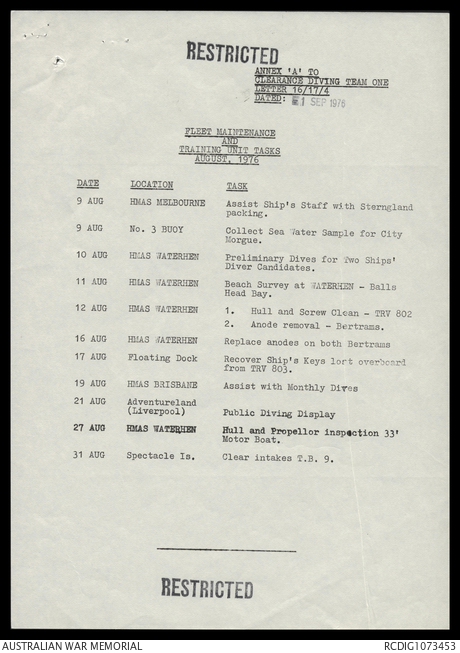 RESTRICTED
ANNEX 'A' TO
CLEARANCE DIVING TEAM ONE
LETTER 16/17/4
DATED: 1 SEP 1976
FLEET MAINTENANCE
AND
TRAINING UNIT TASKS
AUGUST, 1976
DATE LOCATION TASK
9 AUG HMAS MELBOURNE Assist Ship's Staff with Sterngland
packing.
9 AUG No. 3 BUOY Collect Sea Water Sample for City
Morgue.
10 AUG HMAS WATERHEN Preliminary Dives for Two Ships'
Diver Candidates.
11 AUG HMAS WATERHEN Beach Survey at WATERHEN - Balls
Head Bay.
12 AUG HMAS WATERHEN 1. Hull and Screw Clean - TRV 802
2. Anode removal - Bertrams.
16 AUG HMAS WATERHEN Replace anodes on both Bertrams
17 AUG Floating Dock Recover Ship's Keys lost overboard
from TRV 803.
19 AUG HMAS BRISBANE Assist with Monthly Dives
21 AUG Adventureland
(Liverpool) Public Diving Display
27 AUG HMAS WATERHEN Hull and Propellor inspection 33'
Motor Boat.
31 AUG Spectacle Is. Clear intakes T.B. 9.
RESTRICTED
AUSTRALIAN WAR MEMORIAL RCDIG1073453